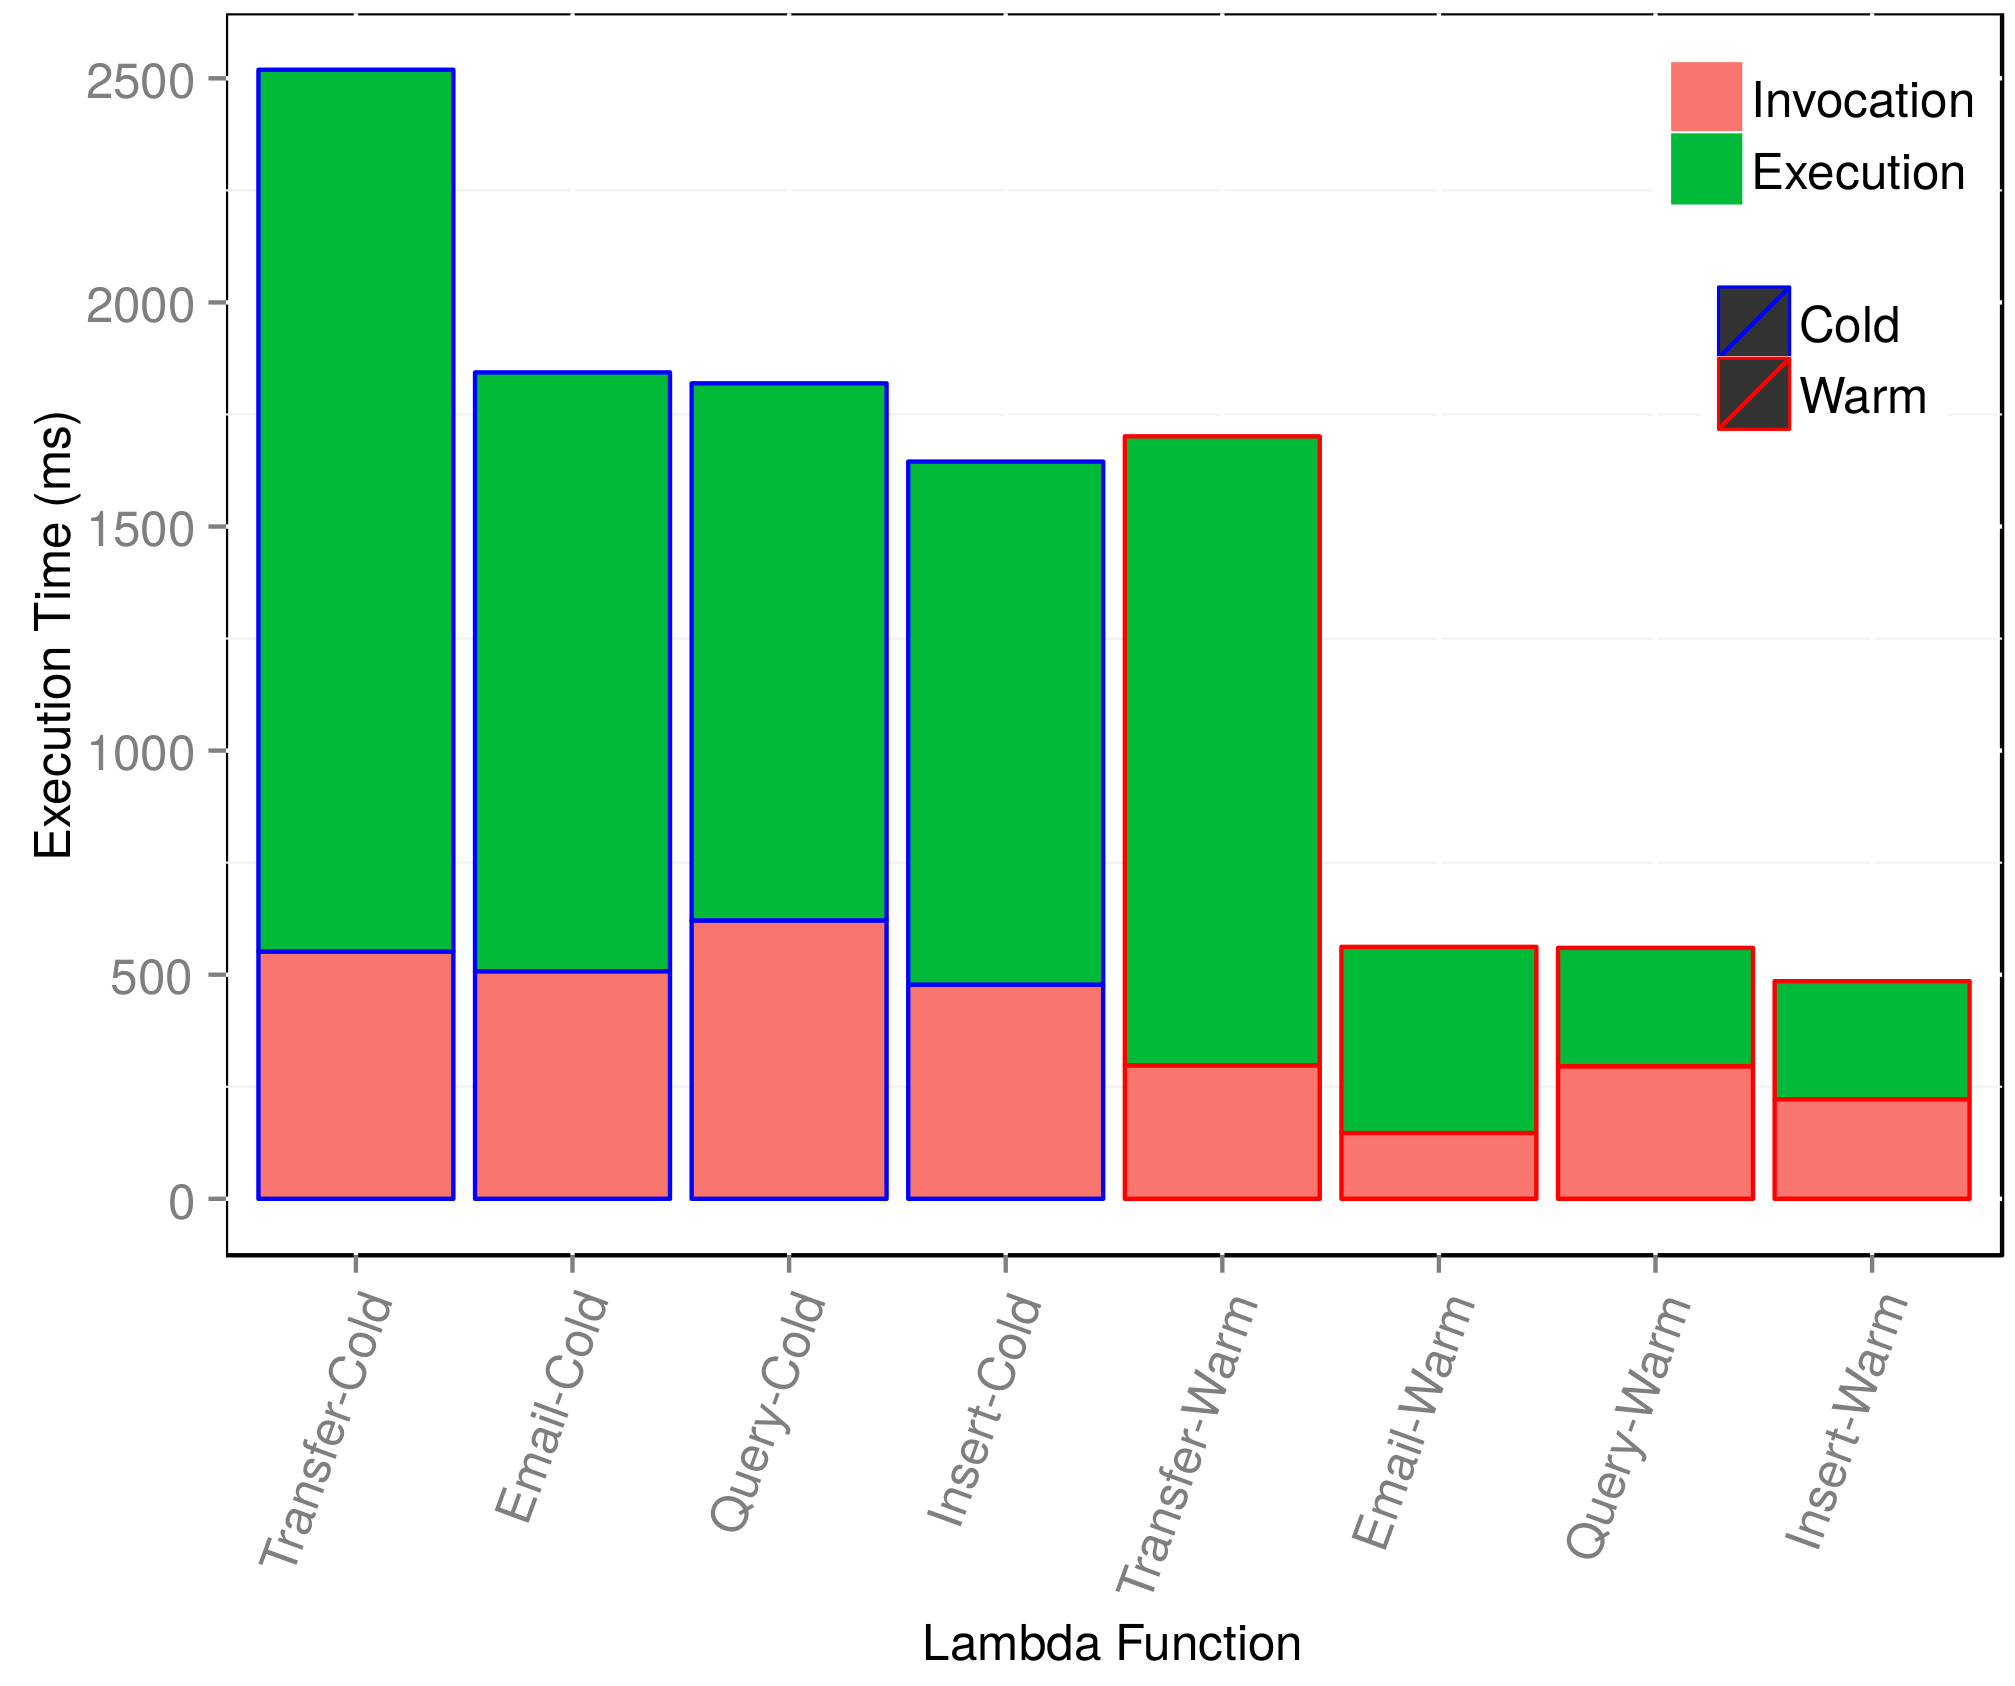 Execution Time (ms)
2500
2000
1500
1000
500
0
Invocation
Execution
Cold
Warm
Transfer-Cold
Email-Cold
Query-Cold
Insert-Cold
Transfer-Warm
Email-Warm
Query-Warm
Insert-Warm
Lambda Function